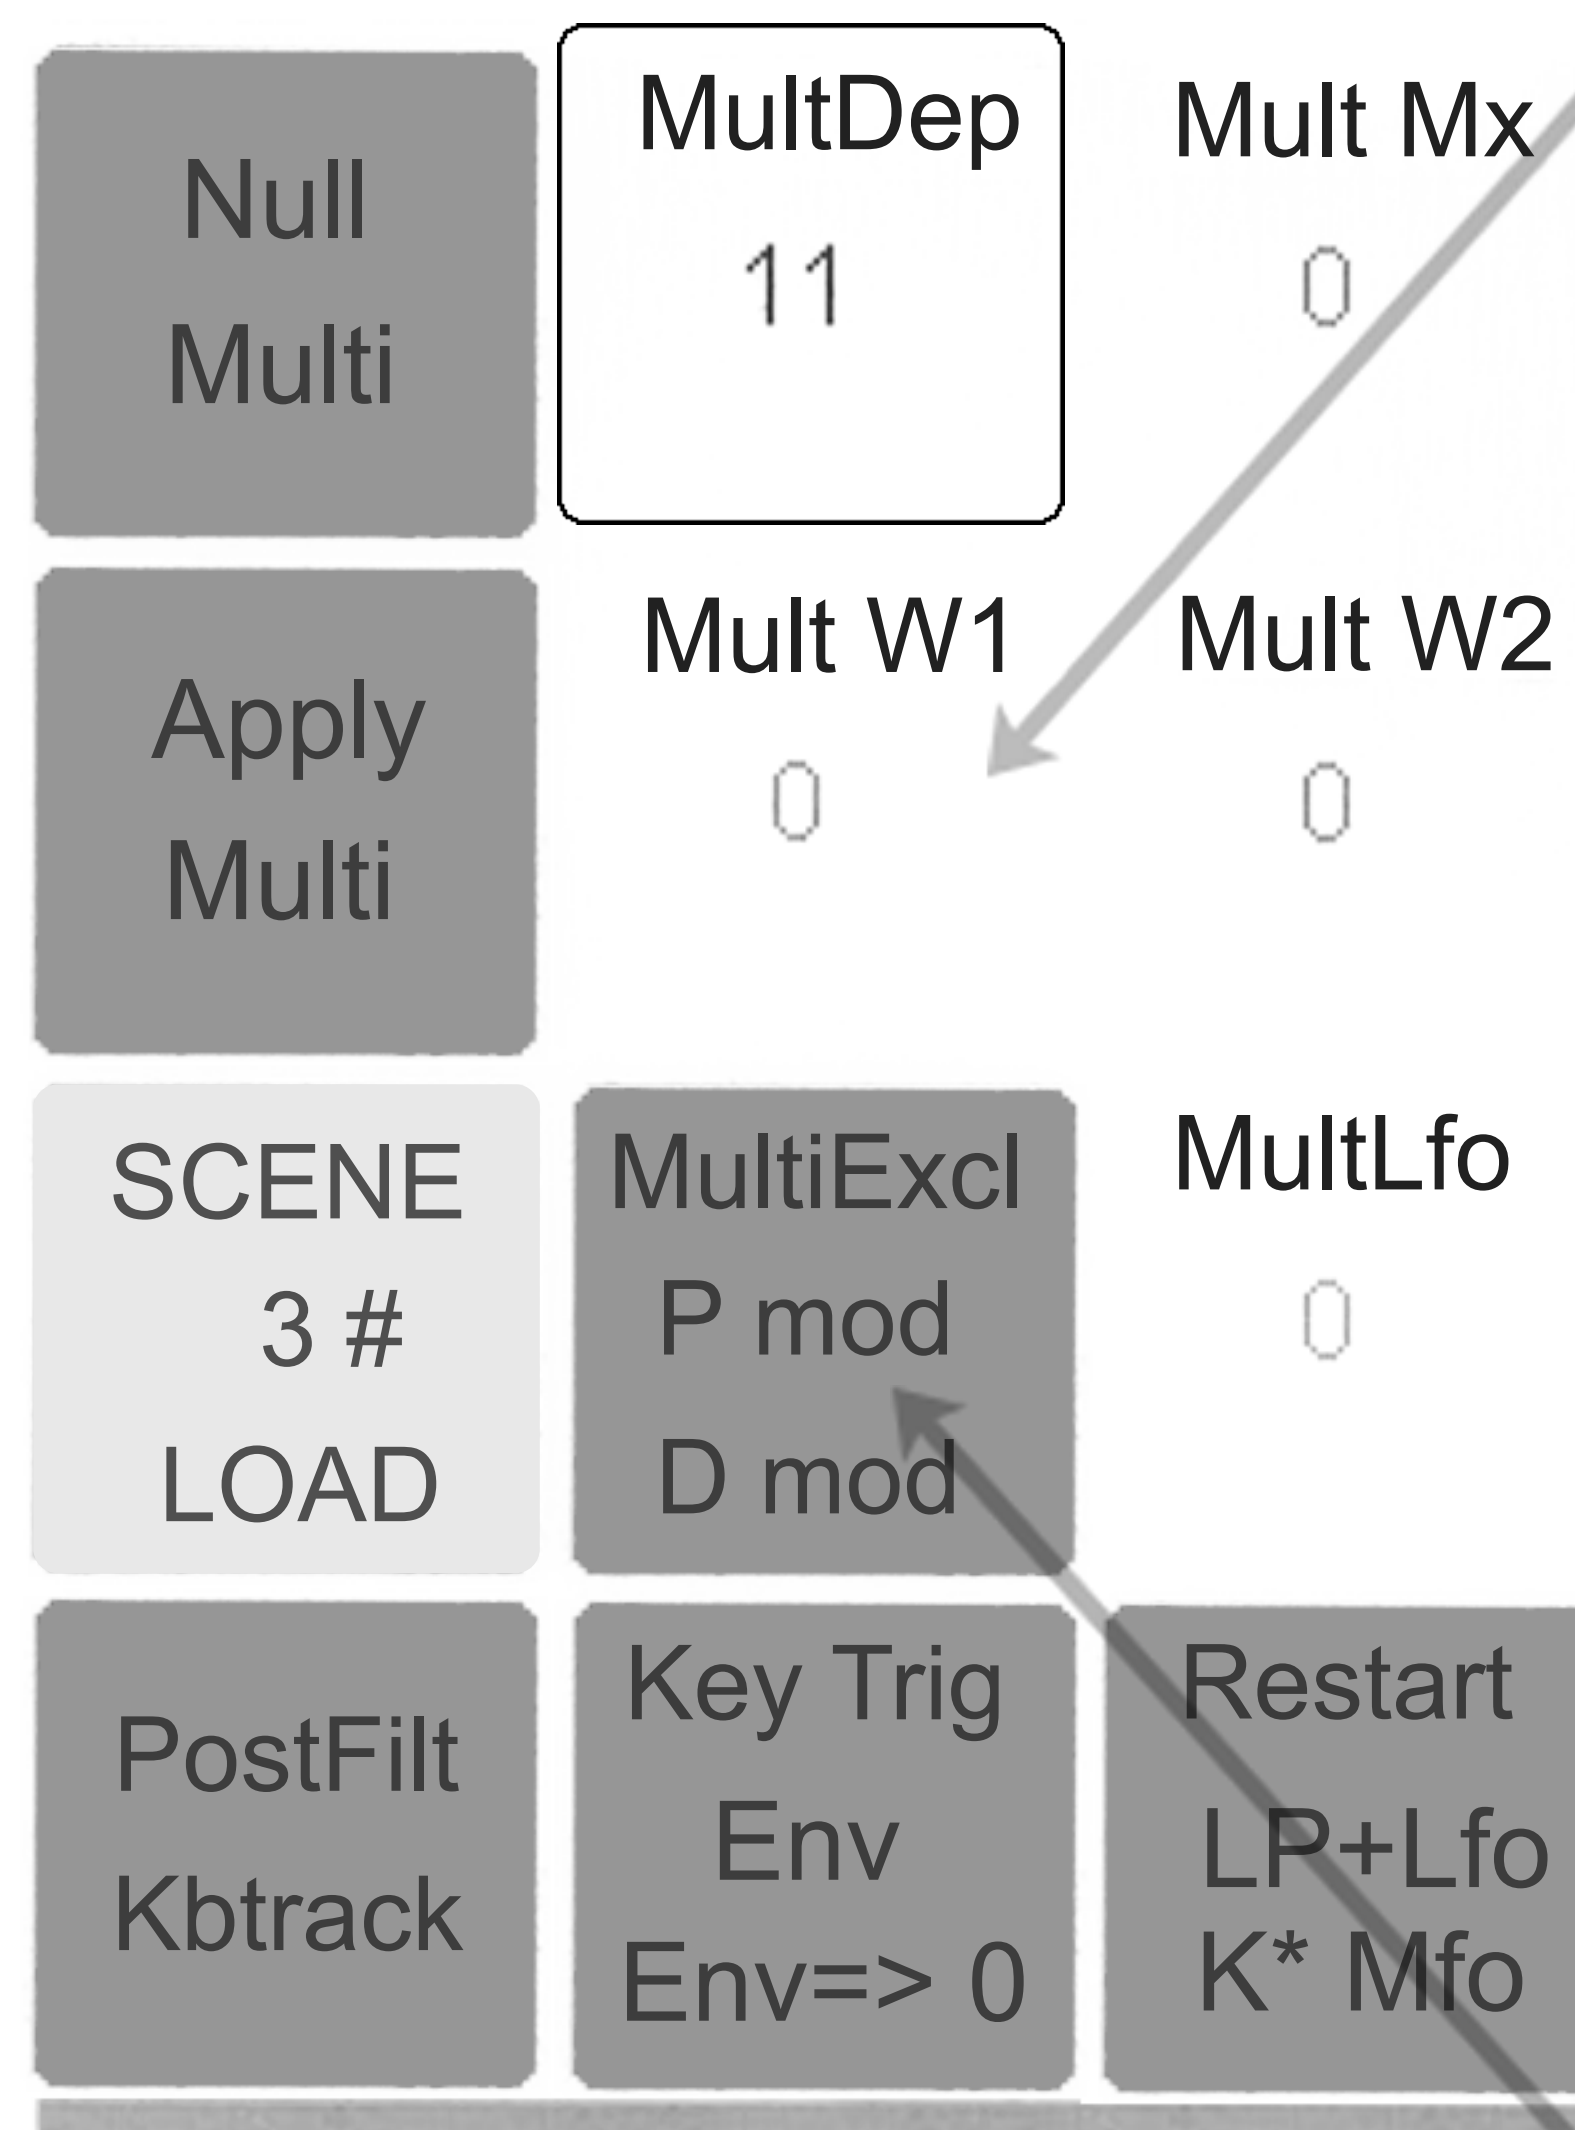 Null
Multi
MultDep
11
Mult Mx
0
Apply
Multi
Mult W1
0
Mult W2
0
SCENE
3 #
LOAD
MultiExcl
P mod
D mod
MultLfo
0
PostFilt
Kbtrack
Key Trig
Env
Env=> 0
Restart
LP+Lfo
K* Mfo